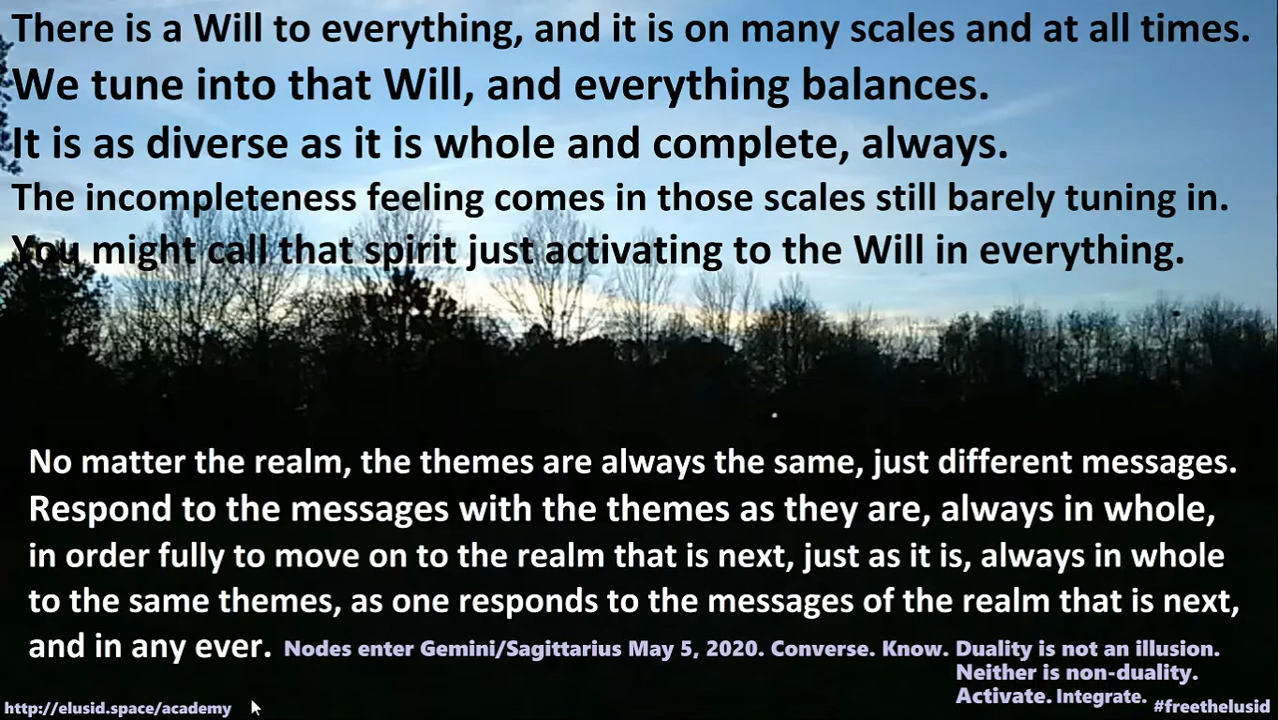 There is a Will to everything, and it is on many scales and at all times.
We tune into that Will, and everything balances.
It is as diverse as it is whole and complete, always.
The incompleteness feeling comes in those scales still barely tuning in.
You might call that spirit just activating to the Will in everything.
No matter the realm, the themes are always the same, just different messages.
Respond to the messages with the themes as they are, always in whole,
in order fully to move on to the realm that is next, just as it is, always in whole
to the same themes, as one responds to the messages of the realm that is next,
and in any ever. Nodes enter Gemini/Sagittarius May 5, 2020. Converse. Know. Duality is not an illusion.
Neither is non-duality.
Activate. Integrate.
http://elusid.space/academy
#freethelusid